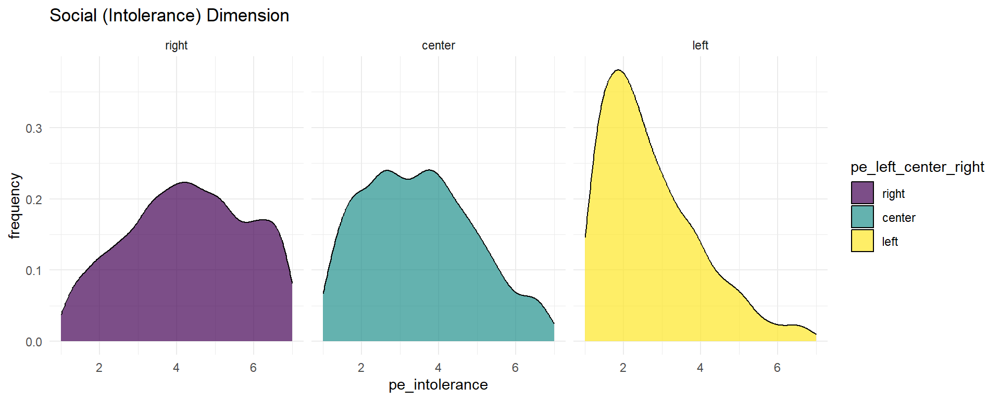 Social (Intolerance) Dimension
right center left
frequency
0.3
0.2
0.1
0.0
2 4 6 2 4 6 2 4 6
pe_intolerance
pe_left_center_right
right
center
left